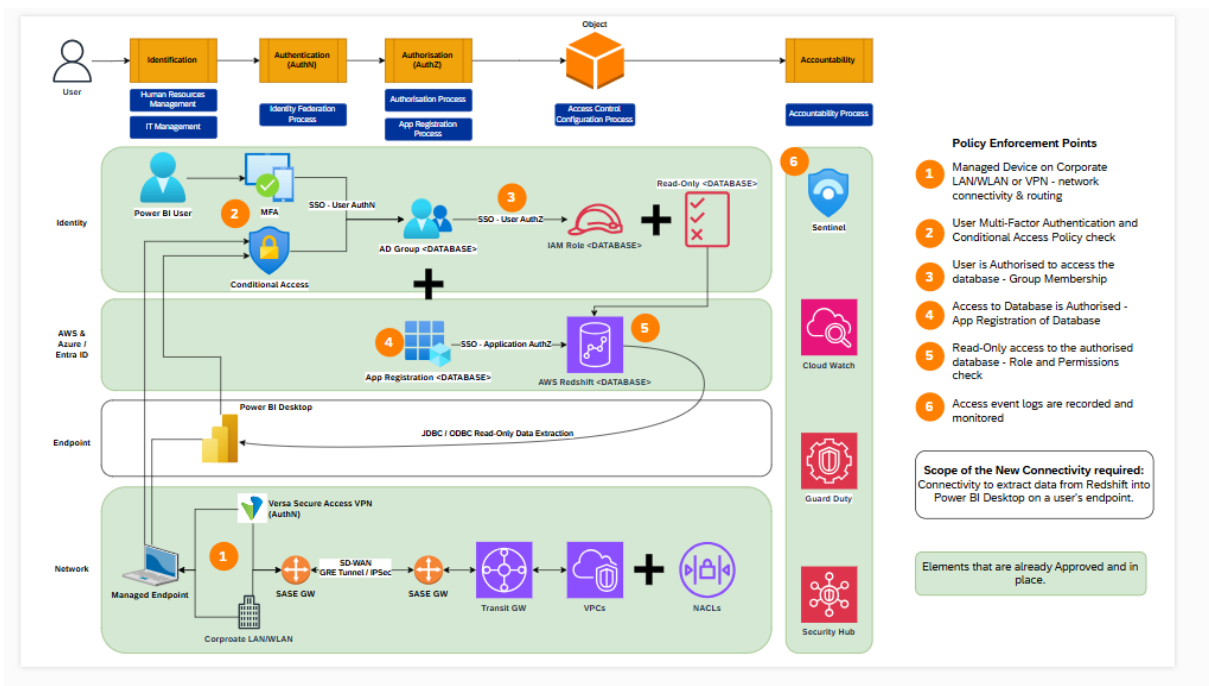 Object
User
Identification
Authentication
(AuthN)
Authorisation
(AuthZ)
Accountability
Human Resources
Management
IT Management
Identity Federation
Process
Authorisation Process
App Registration
Process
Access Control
Configuration Process
Accountability Process
Identity
Power BI User
2
MFA
SSO - User AuthN
Conditional Access
AD Group <DATABASE>
3
SSO - User AuthZ
IAM Role <DATABASE>
Read-Only <DATABASE>
6
Sentinel
AWS &
Azure /
Entra ID
4
App Registration <DATABASE>
SSO - Application AuthZ
5
AWS Redshift <DATABASE>
Cloud Watch
Endpoint
Power BI Desktop
JDBC / ODBC Read-Only Data Extraction
Guard Duty
Network
Versa Secure Access VPN
(AuthN)
1
Managed Endpoint
Corproate LAN/WLAN
SASE GW
SD-WAN
GRE Tunnel / IPSec
SASE GW
Transit GW
VPCs
NACLs
Security Hub
Policy Enforcement Points
1
Managed Device on Corporate
LAN/WLAN or VPN - network
connectivity & routing
2
User Multi-Factor Authentication and
Conditional Access Policy check
3
User is Authorised to access the
database - Group Membership
4
Access to Database is Authorised -
App Registration of Database
5
Read-Only access to the authorised
database - Role and Permissions
check
6
Access event logs are recorded and
monitored
Scope of the New Connectivity required:
Connectivity to extract data from Redshift into
Power BI Desktop on a user's endpoint.
Elements that are already Approved and in
place.